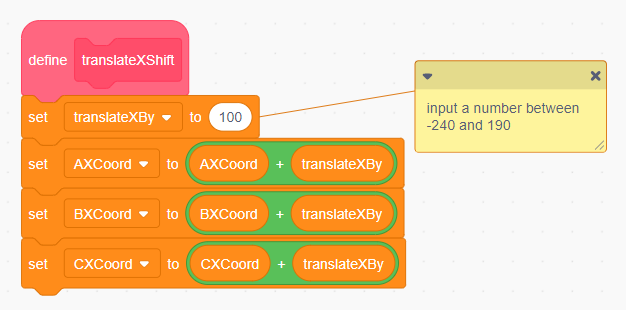 define translateXShift
set translateXBy to 100
input a number between
-240 and 190
set AXCoord to AXCoord + translateXBy
set BXCoord to BXCoord + translateXBy
set CXCoord to CXCoord + translateXBy